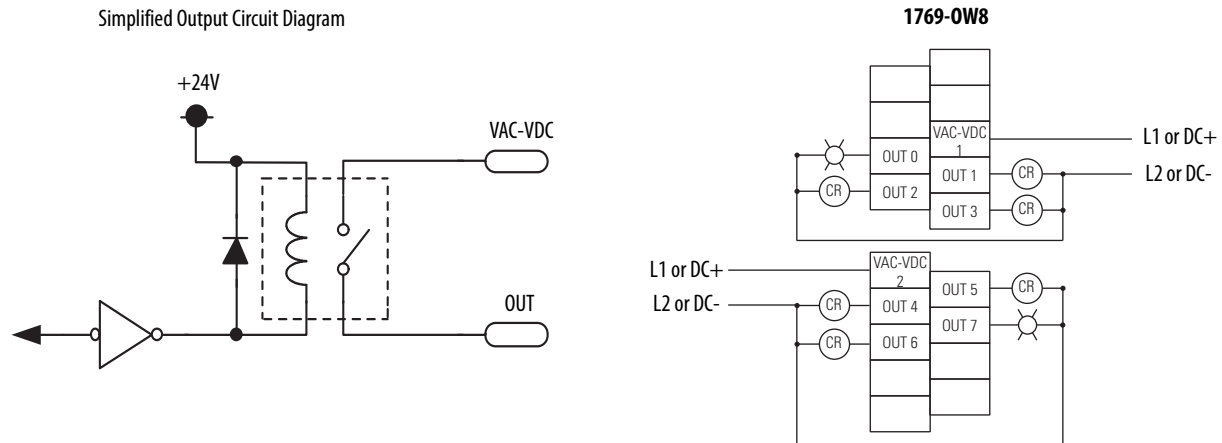 Simplified Output Circuit Diagram
+24V
VAC-VDC
OUT
1769-OW8
VAC-VDC
1
L1 or DC+
OUT 0
OUT 1
CR
L2 or DC-
CR
OUT 2
OUT 3
CR
L1 or DC+
VAC-VDC
2
OUT 5
CR
L2 or DC-
CR
OUT 4
OUT 7
CR
OUT 6